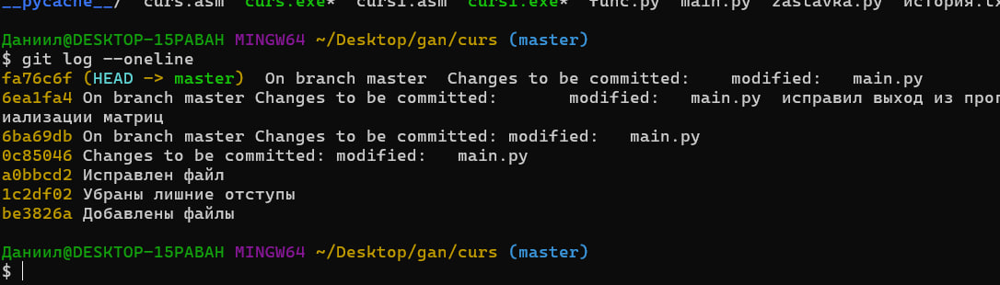 __pycache__/  curs.asm  curs.exe*  curs1.asm  curs1.exe*  func.py  main.py  zastavka.py
Даниил@DESKTOP-15PABAH MINGW64 ~/Desktop/gan/curs (master)
$ git log --oneline
fa76c6f (HEAD -> master)  On branch master  Changes to be committed:    modified:   main.py
6ea1fa4 On branch master Changes to be committed:       modified:   main.py  исправил выход из прог
иализации матриц
6ba69db On branch master Changes to be committed: modified:   main.py
0c85046 Changes to be committed: modified:   main.py
a0bbcd2 Исправлен файл
1c2df02 Убраны лишние отступы
be3826a Добавлены файлы
Даниил@DESKTOP-15PABAH MINGW64 ~/Desktop/gan/curs (master)
$